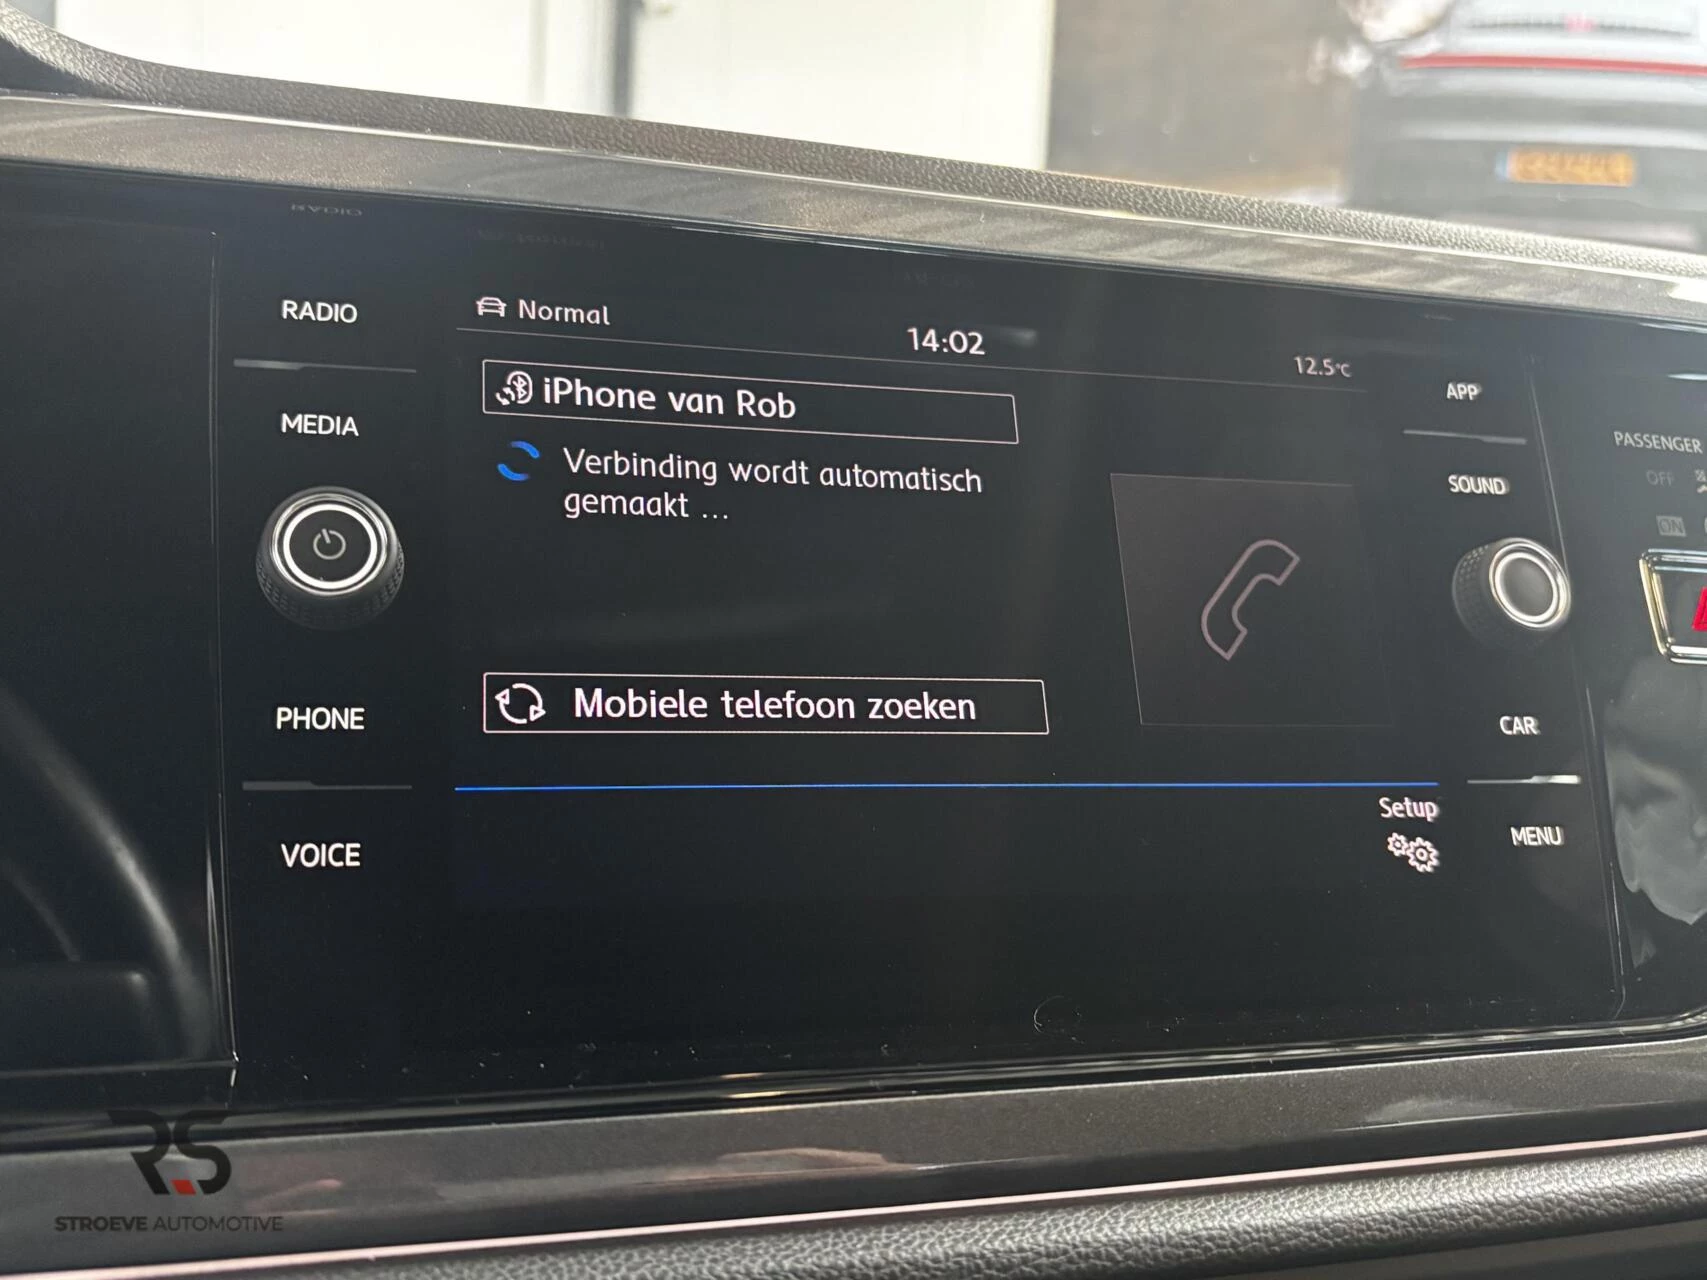 RADIO
Normal
14:02
12.5°C
APP
iPhone van Rob
MEDIA
Verbinding wordt automatisch
gemaakt ...
SOUND
PASSENGER
OFF
ON
PHONE
Mobiele telefoon zoeken
CAR
Setup
VOICE
MENU
RS
STROEVE AUTOMOTIVE